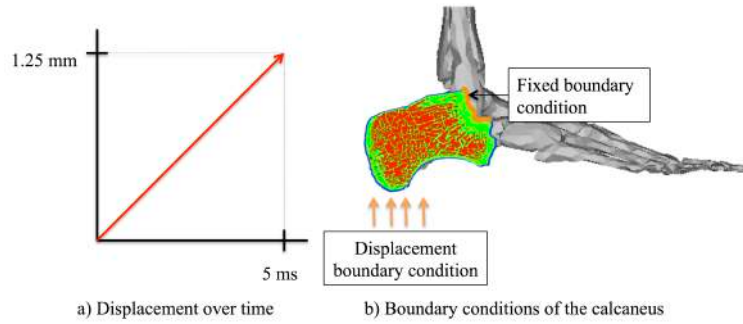 1.25 mm
5 ms
a) Displacement over time
Fixed boundary
condition
Displacement
boundary condition
b) Boundary conditions of the calcaneus